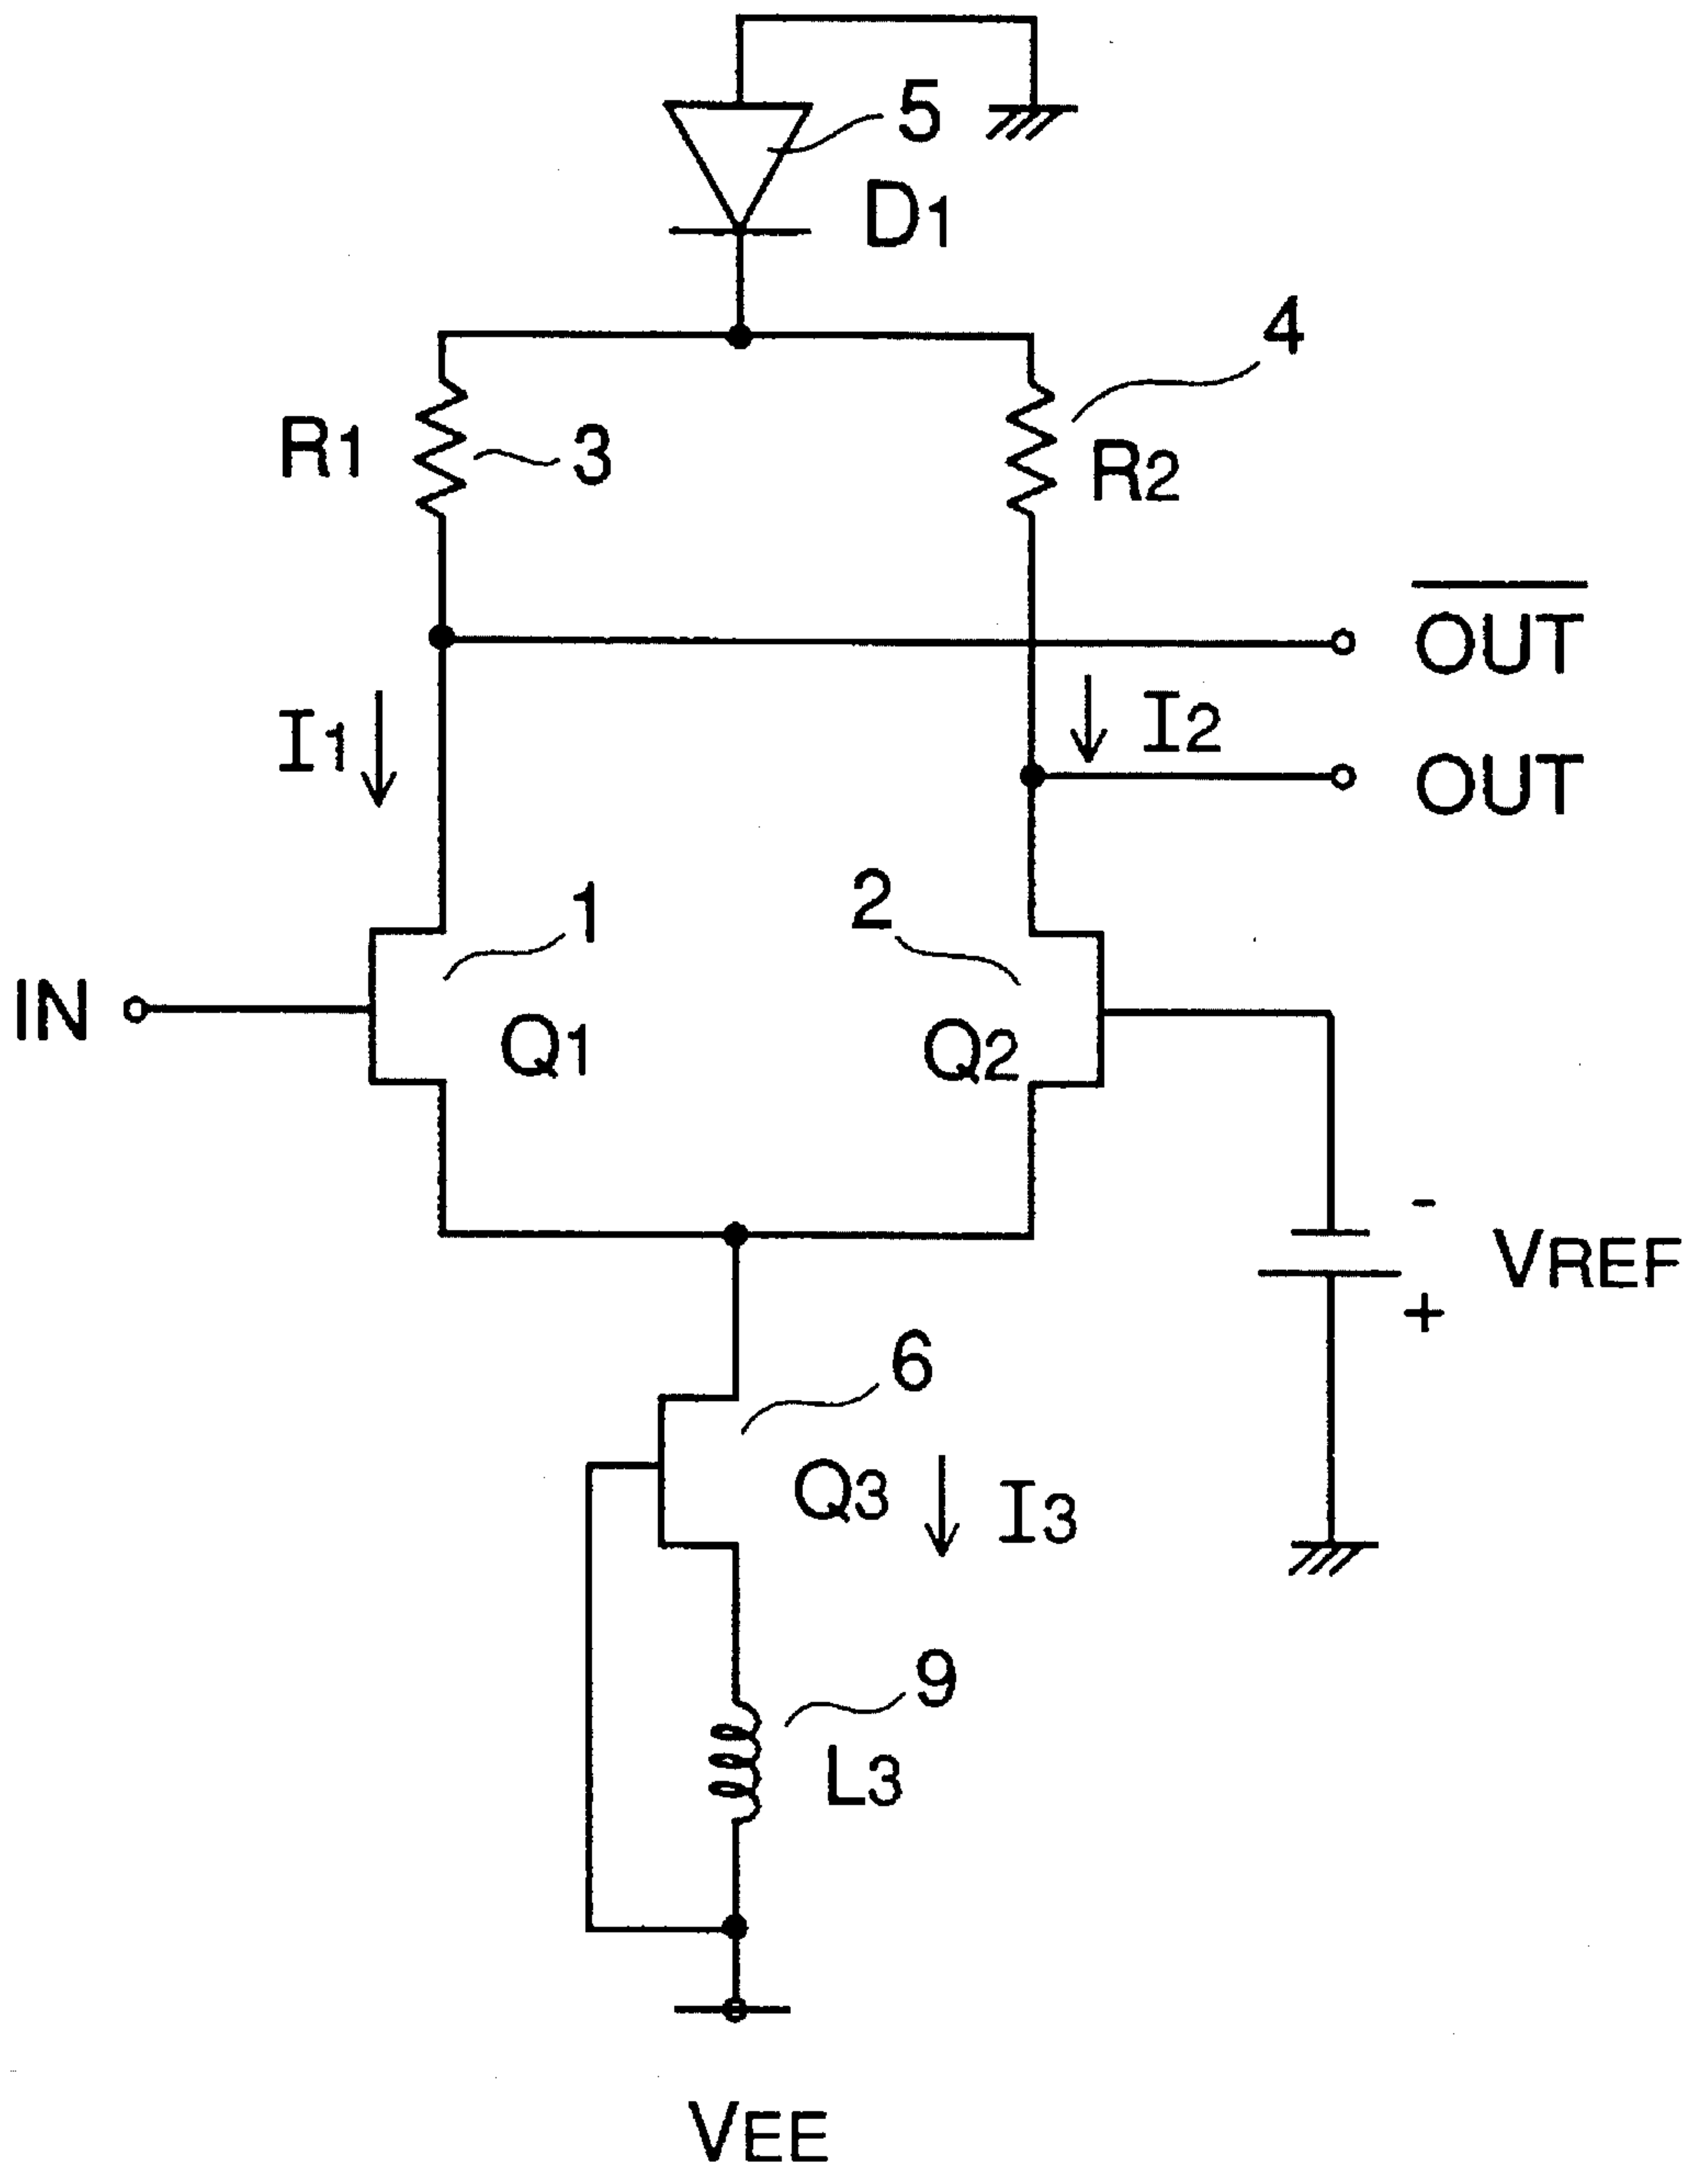 5
D1
4
R1
3
R2
OUT
I1
I2
OUT
1
2
IN
Q1
Q2
-
VREF
+
6
Q3
I3
9
L3
VEE